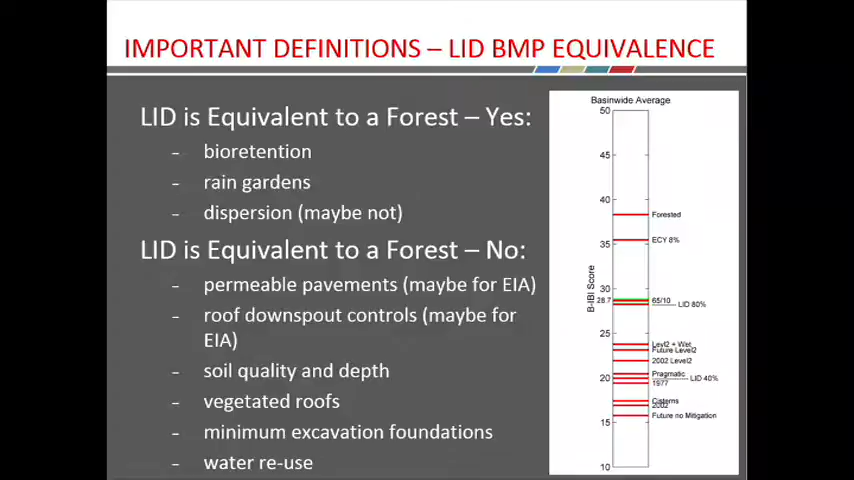 IMPORTANT DEFINITIONS – LID BMP EQUIVALENCE
LID is Equivalent to a Forest – Yes:
- bioretention
- rain gardens
- dispersion (maybe not)
LID is Equivalent to a Forest – No:
- permeable pavements (maybe for EIA)
- roof downspout controls (maybe for
EIA)
- soil quality and depth
- vegetated roofs
- minimum excavation foundations
- water re-use
Basinwide Average
B-IBI Score
50
45
40
Forested
ECY 8%
35
30
28.7
65/10
LID 80%
25
Levl2 + Wet
Future Level2
2002 Level2
Pragmatic
20
LID 40%
1977
Cisterns
2002
Future no Mitigation
15
10